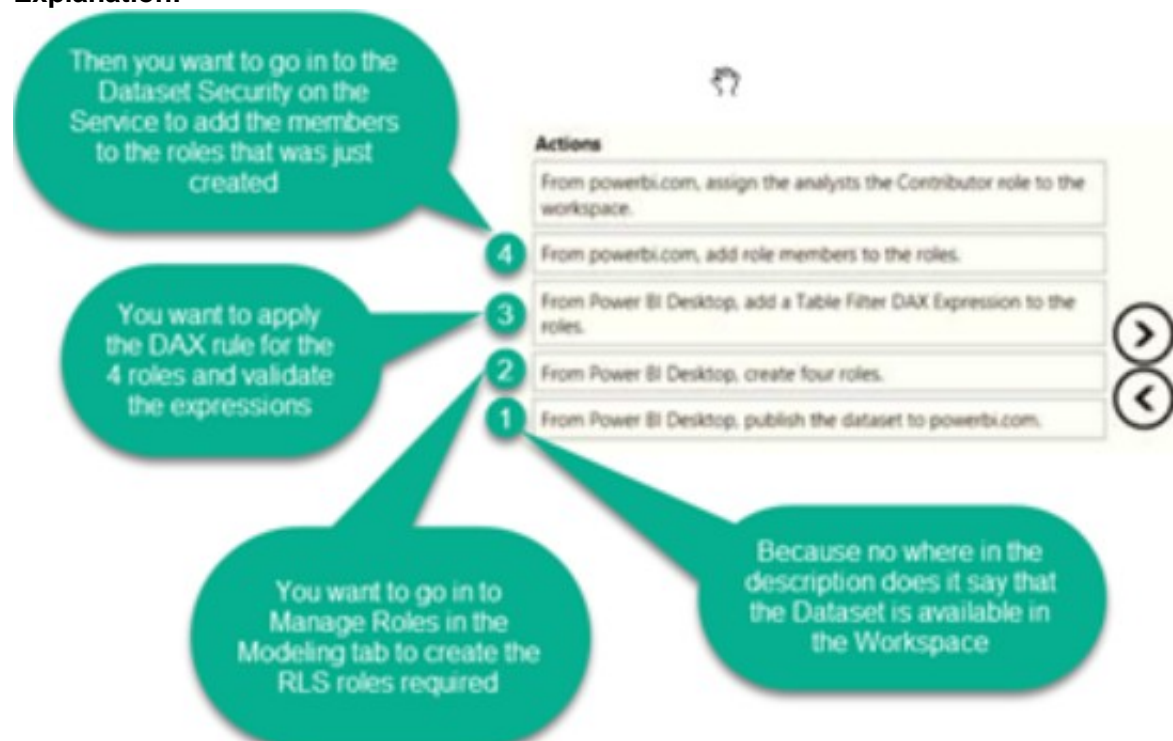 Explanation:
Then you want to go in to the
Dataset Security on the
Service to add the members
to the roles that was just
created
Actions
From powerbi.com, assign the analysts the Contributor role to the
workspace.
4
From powerbi.com, add role members to the roles.
You want to apply
the DAX rule for the
4 roles and validate
the expressions
3
From Power BI Desktop, add a Table Filter DAX Expression to the
roles.
2
From Power BI Desktop, create four roles.
1
From Power BI Desktop, publish the dataset to powerbi.com.
You want to go in to
Manage Roles in the
Modeling tab to create the
RLS roles required
Because no where in the
description does it say that
the Dataset is available in
the Workspace